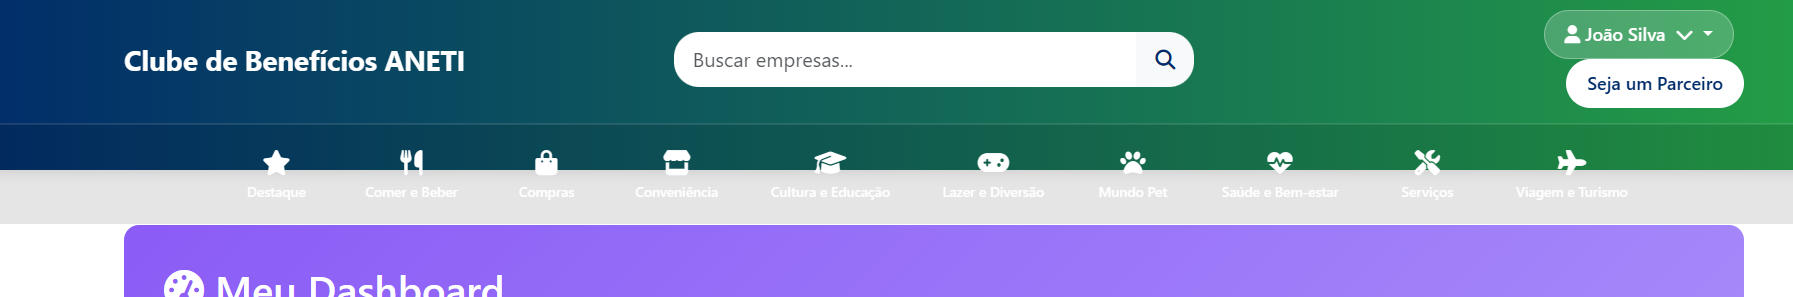 Clube de Benefícios ANETI
Buscar empresas...
João Silva
Seja um Parceiro
Destaque
Comer e Beber
Compras
Conveniência
Cultura e Educação
Lazer e Diversão
Mundo Pet
Saúde e Bem-estar
Serviços
Viagem e Turismo
Meu Dashboard